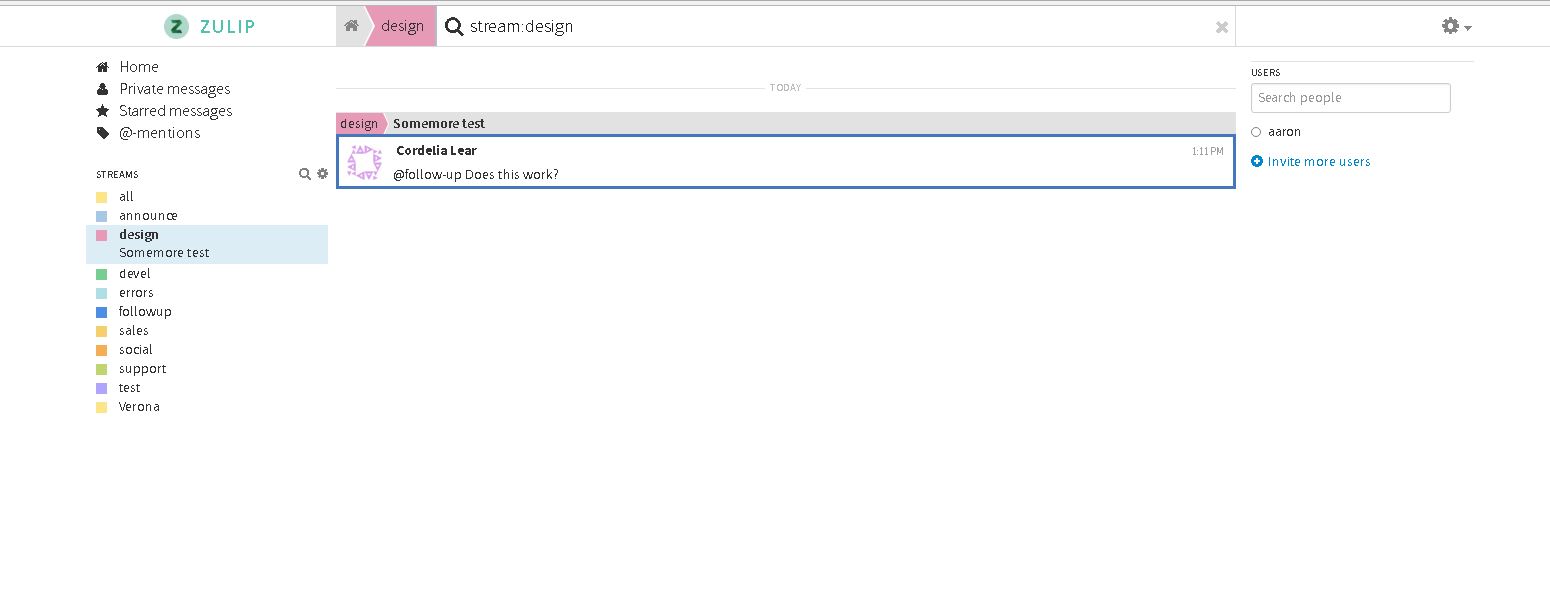 ZULIP
design
stream:design
Home
Private messages
Starred messages
@-mentions
STREAMS
all
announce
design
Somemore test
devel
errors
followup
sales
social
support
test
Verona
TODAY
design Somemore test
Cordelia Lear 1:11 PM
@follow-up Does this work?
USERS
Search people
aaron
Invite more users